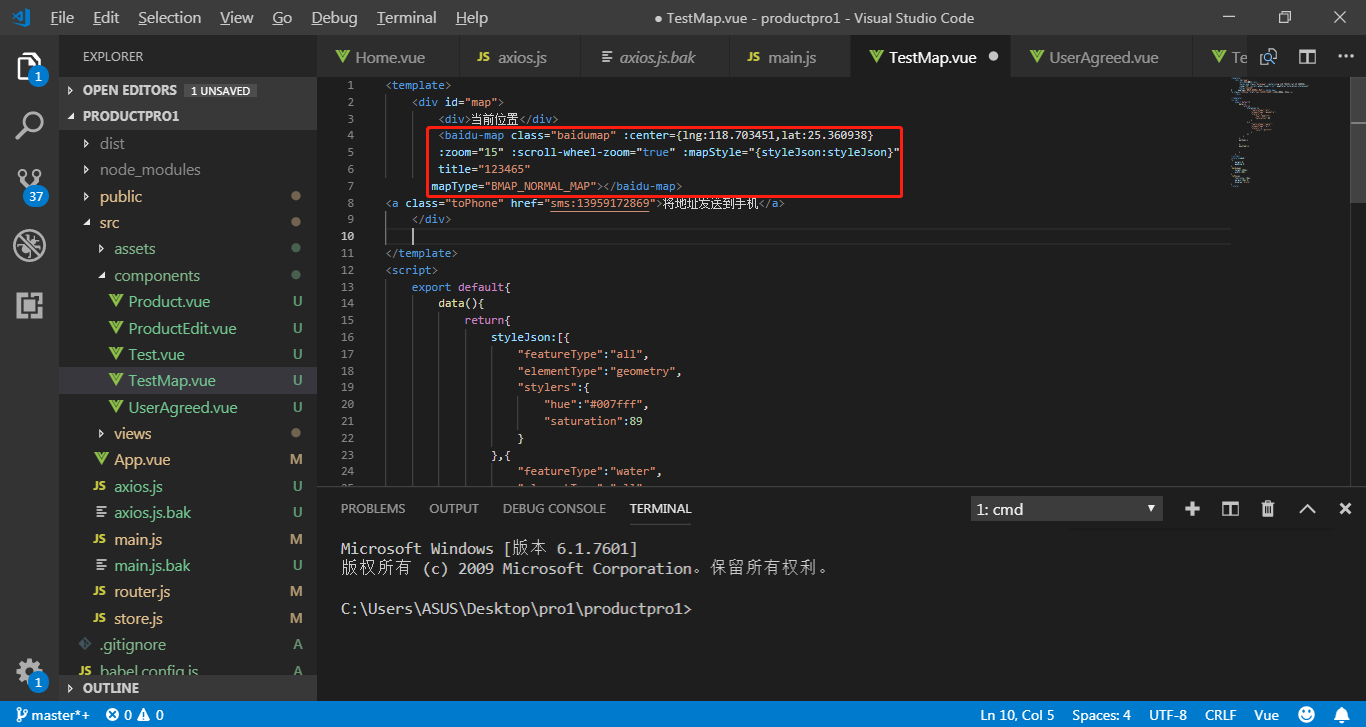 File Edit Selection View Go Debug Terminal Help ● TestMap.vue - productpro1 - Visual Studio Code
EXPLORER
OPEN EDITORS 1 UNSAVED
PRODUCTPRO1
dist
node_modules
public
src
assets
components
Product.vue U
ProductEdit.vue U
Test.vue U
TestMap.vue U
UserAgreed.vue U
views
App.vue M
JS axios.js U
axios.js.bak U
JS main.js M
main.js.bak U
JS router.js M
JS store.js M
.gitignore A
JS babel.config.js A
OUTLINE
1
37
1
Home.vue JS axios.js axios.js.bak JS main.js TestMap.vue UserAgreed.vue Te
1 <template>
2 <div id="map">
3 <div>当前位置</div>
4 <baidu-map class="baidumap" :center={lng:118.703451,lat:25.360938}
5 :zoom="15" :scroll-wheel-zoom="true" :mapStyle="{styleJson:styleJson}"
6 title="123465"
7 mapType="BMAP_NORMAL_MAP"></baidu-map>
8 <a class="toPhone" href="sms:13959172869">将地址发送到手机</a>
9 </div>
10
11 </template>
12 <script>
13 export default{
14 data(){
15 return{
16 styleJson:[{
17 "featureType":"all",
18 "elementType":"geometry",
19 "stylers":{
20 "hue":"#007fff",
21 "saturation":89
22 }
23 },{
24 "featureType":"water",
PROBLEMS OUTPUT DEBUG CONSOLE TERMINAL 1: cmd
Microsoft Windows [版本 6.1.7601]
版权所有 (c) 2009 Microsoft Corporation。保留所有权利。
C:\Users\ASUS\Desktop\pro1\productpro1>
master*+ 0 0 Ln 10, Col 5 Spaces: 4 UTF-8 CRLF Vue